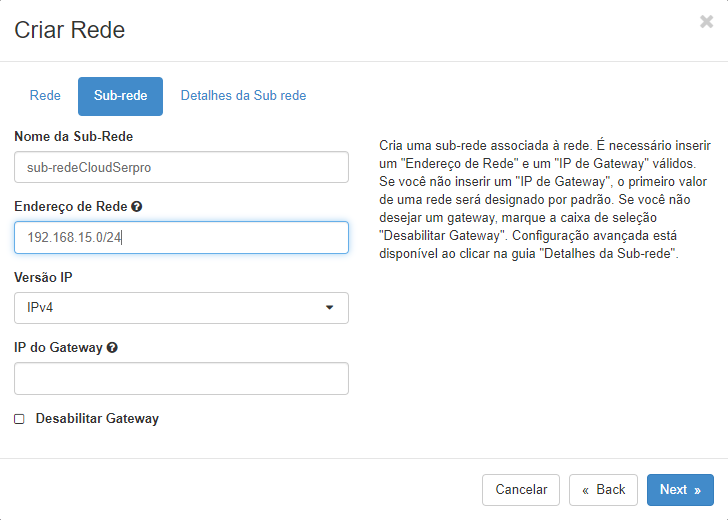 Criar Rede
×
Rede
Sub-rede
Detalhes da Sub rede
Nome da Sub-Rede
sub-redeCloudSerpro
Endereço de Rede
192.168.15.0/24
Versão IP
IPv4
IP do Gateway
Desabilitar Gateway
Cria uma sub-rede associada à rede. É necessário inserir
um "Endereço de Rede" e um "IP de Gateway" válidos.
Se você não inserir um "IP de Gateway", o primeiro valor
de uma rede será designado por padrão. Se você não
desejar um gateway, marque a caixa de seleção
"Desabilitar Gateway". Configuração avançada está
disponível ao clicar na guia "Detalhes da Sub-rede".
Cancelar
« Back
Next »